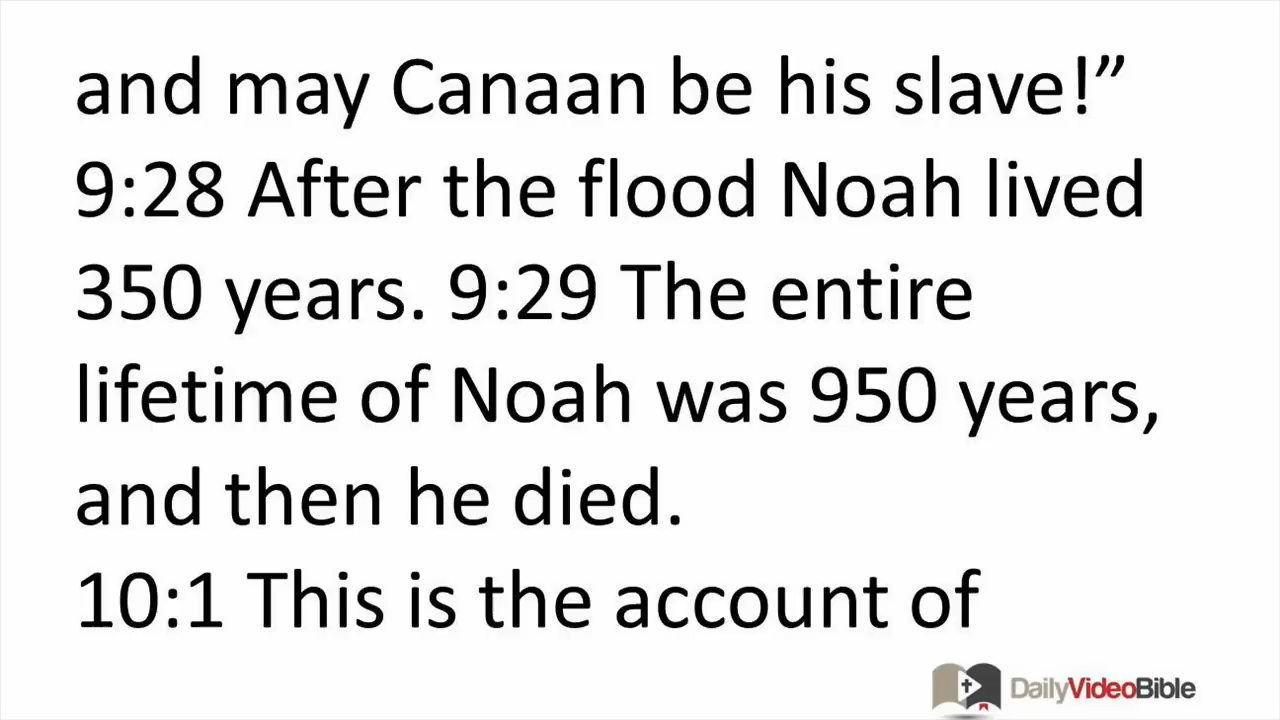 and may Canaan be his slave!”
9:28 After the flood Noah lived
350 years. 9:29 The entire
lifetime of Noah was 950 years,
and then he died.
10:1 This is the account of
DailyVideoBible